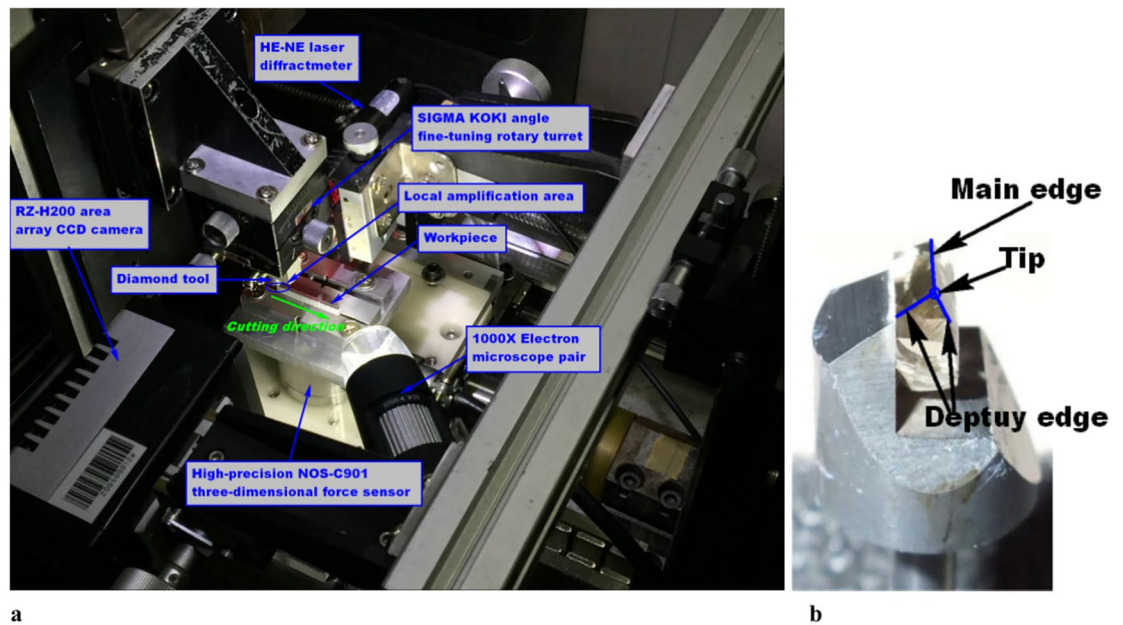 HE-NE laser
diffractmeter
SIGMA KOKI angle
fine-tuning rotary turret
Local amplification area
RZ-H200 area
array CCD camera
Workpiece
Diamond tool
Cutting direction
1000X Electron
microscope pair
High-precision NOS-C901
three-dimensional force sensor
Main edge
Tip
Deptuy edge
a
b